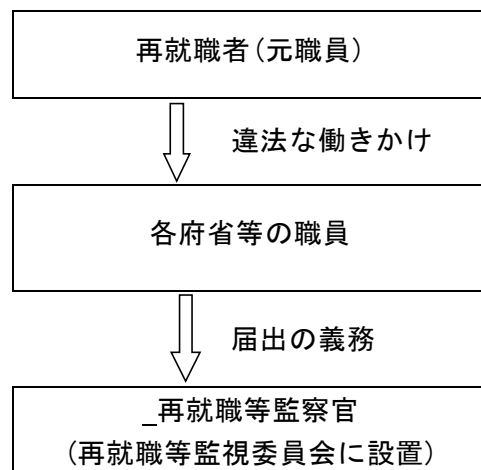 再就職者（元職員）
違法な働きかけ
各府省等の職員
届出の義務
_再就職等監察官
（再就職等監視委員会に設置）